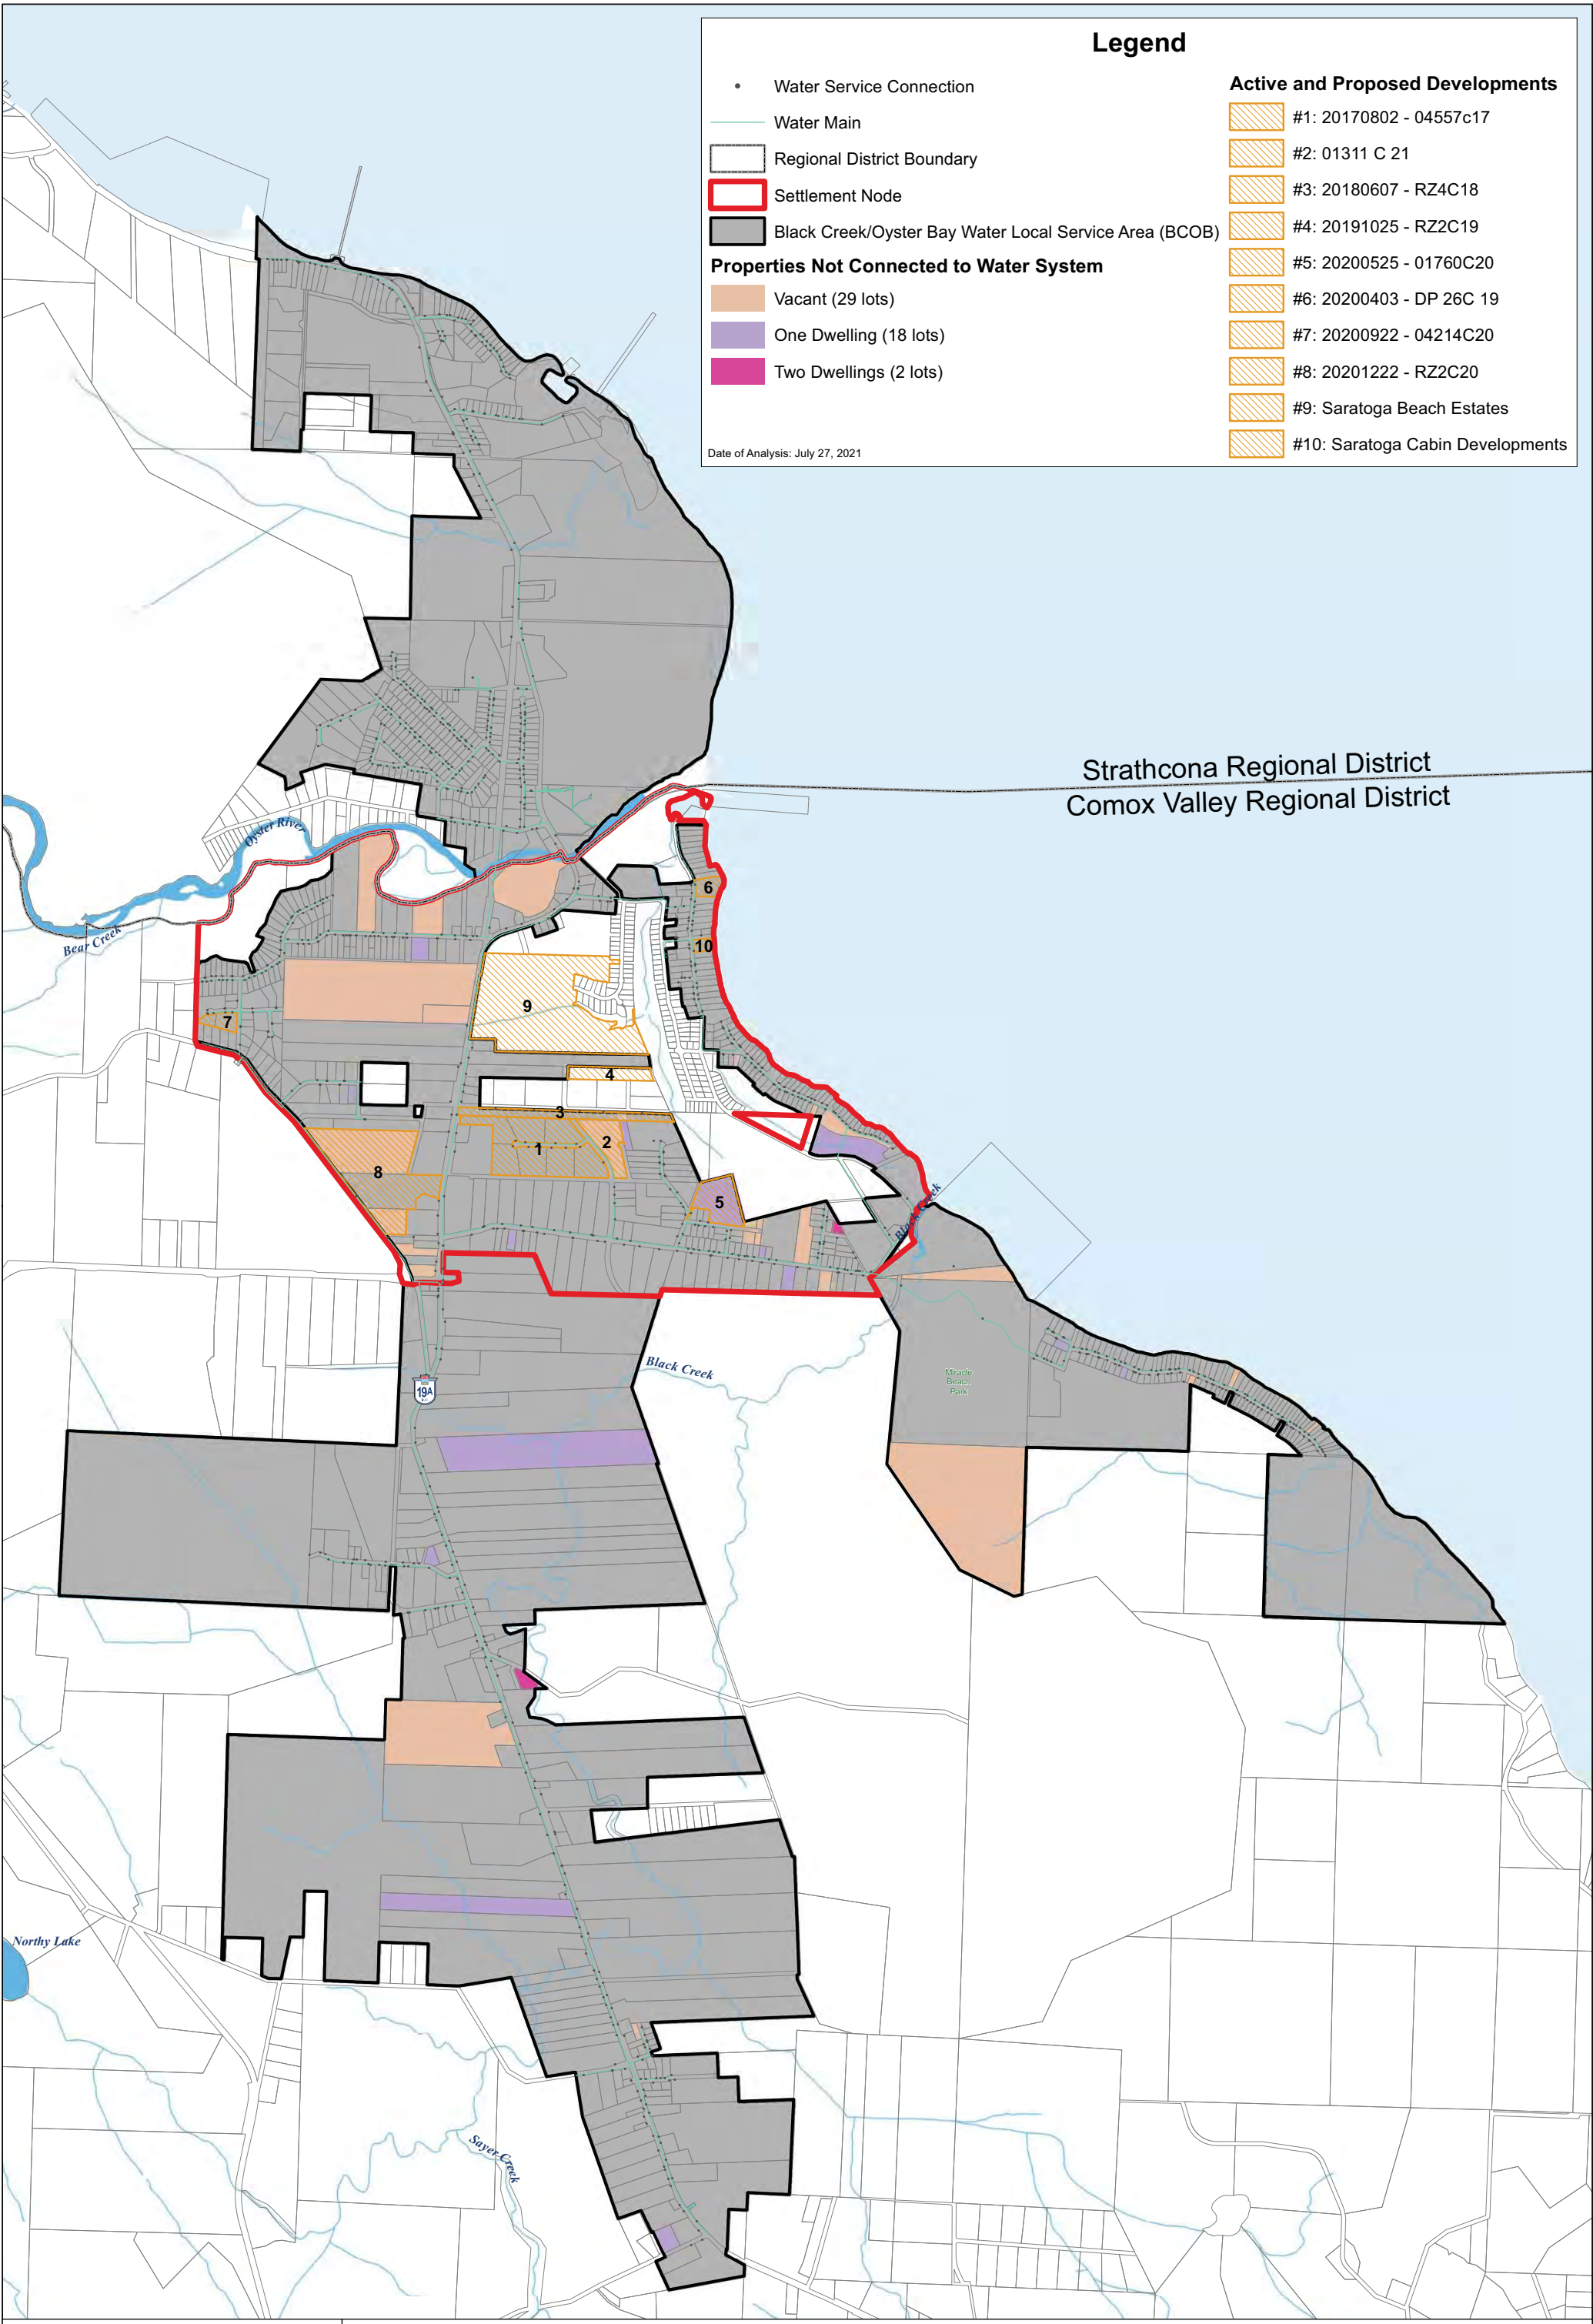 Legend
Water Service Connection
Water Main
Regional District Boundary
Settlement Node
Black Creek/Oyster Bay Water Local Service Area (BCOB)
Properties Not Connected to Water System
Vacant (29 lots)
One Dwelling (18 lots)
Two Dwellings (2 lots)
Date of Analysis: July 27, 2021
Active and Proposed Developments
#1: 20170802 - 04557c17
#2: 01311 C 21
#3: 20180607 - RZ4C18
#4: 20191025 - RZ2C19
#5: 20200525 - 01760C20
#6: 20200403 - DP 26C 19
#7: 20200922 - 04214C20
#8: 20201222 - RZ2C20
#9: Saratoga Beach Estates
#10: Saratoga Cabin Developments
Strathcona Regional District
Comox Valley Regional District
Oyster River
Bear Creek
6
10
9
7
4
3
1
2
8
5
Black Creek
Black Creek
19A
Miracle
Beach
Park
Northy Lake
Sayer Creek